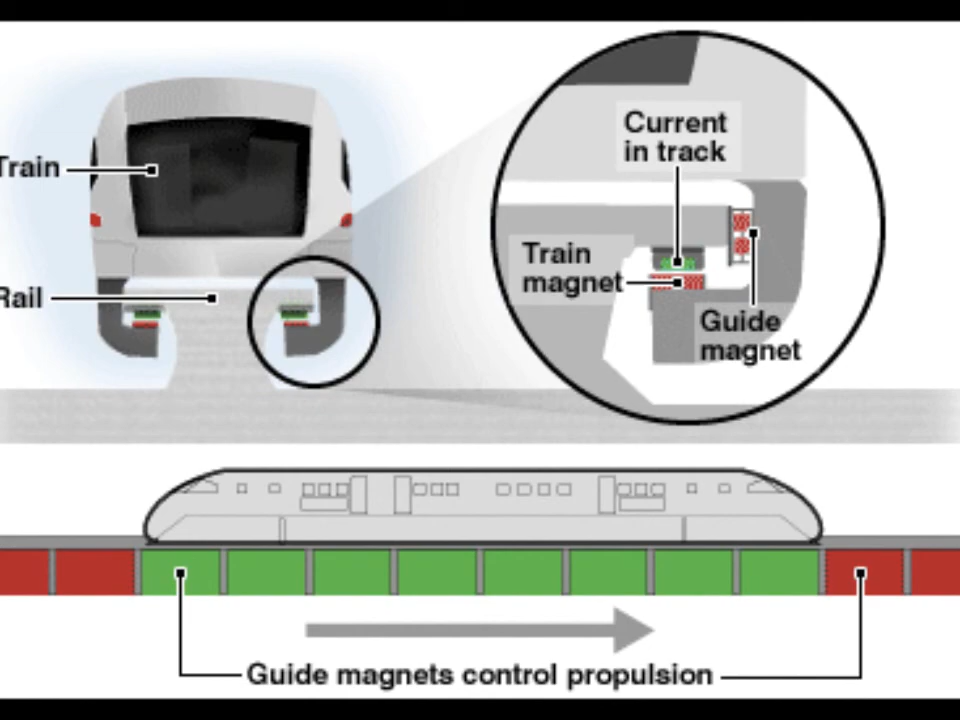 Train
Current
in track
Train
magnet
Rail
Guide
magnet
Guide magnets control propulsion